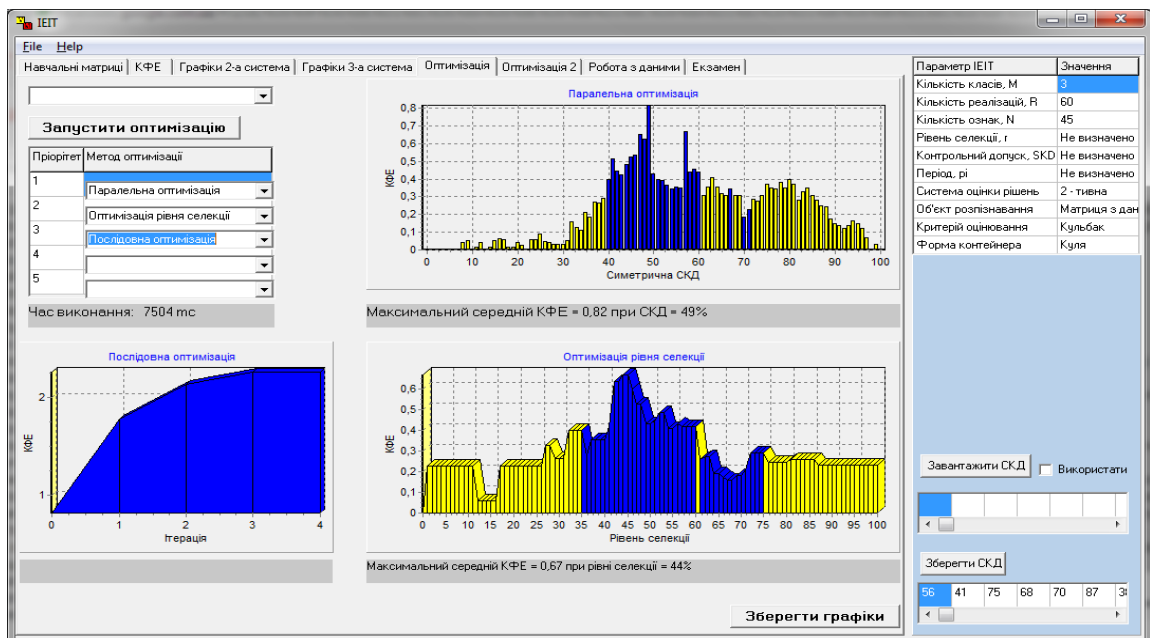 IEIT
File Help
Навчальні матриці КФЕ Графіки 2-а система Графіки 3-а система Оптимізація Оптимізація 2 Робота з даними Екзамен
Запустити оптимізацію
Пріорітет Метод оптимізації
1
Паралельна оптимізація
2
Оптимізація рівня селекції
3
Послідовна оптимізація
4
5
Час виконання: 7504 mc
Паралельна оптимізація
КФЕ
0,8
0,7
0,6
0,5
0,4
0,3
0,2
0,1
0
0 10 20 30 40 50 60 70 80 90 100
Симетрична СКД
Максимальний середній КФЕ = 0,82 при СКД = 49%
Послідовна оптимізація
КФЕ
2
1
0 1 2 3 4
Ітерація
Оптимізація рівня селекції
КФЕ
0,6
0,5
0,4
0,3
0,2
0,1
0
0 5 10 15 20 25 30 35 40 45 50 55 60 65 70 75 80 85 90 95 100
Рівень селекції
Максимальний середній КФЕ = 0,67 при рівні селекції = 44%
Зберегти графіки
Параметр ІЕІТ Значення
Кількість класів, M 3
Кількість реалізацій, R 60
Кількість ознак, N 45
Рівень селекції, r Не визначено
Контрольний допуск, SKD Не визначено
Період, pi Не визначено
Система оцінки рішень 2 - тивна
Об'єкт розпізнавання Матриця з дан
Критерій оцінювання Кульбак
Форма контейнера Куля
Завантажити СКД Використати
Зберегти СКД
56 41 75 68 70 87